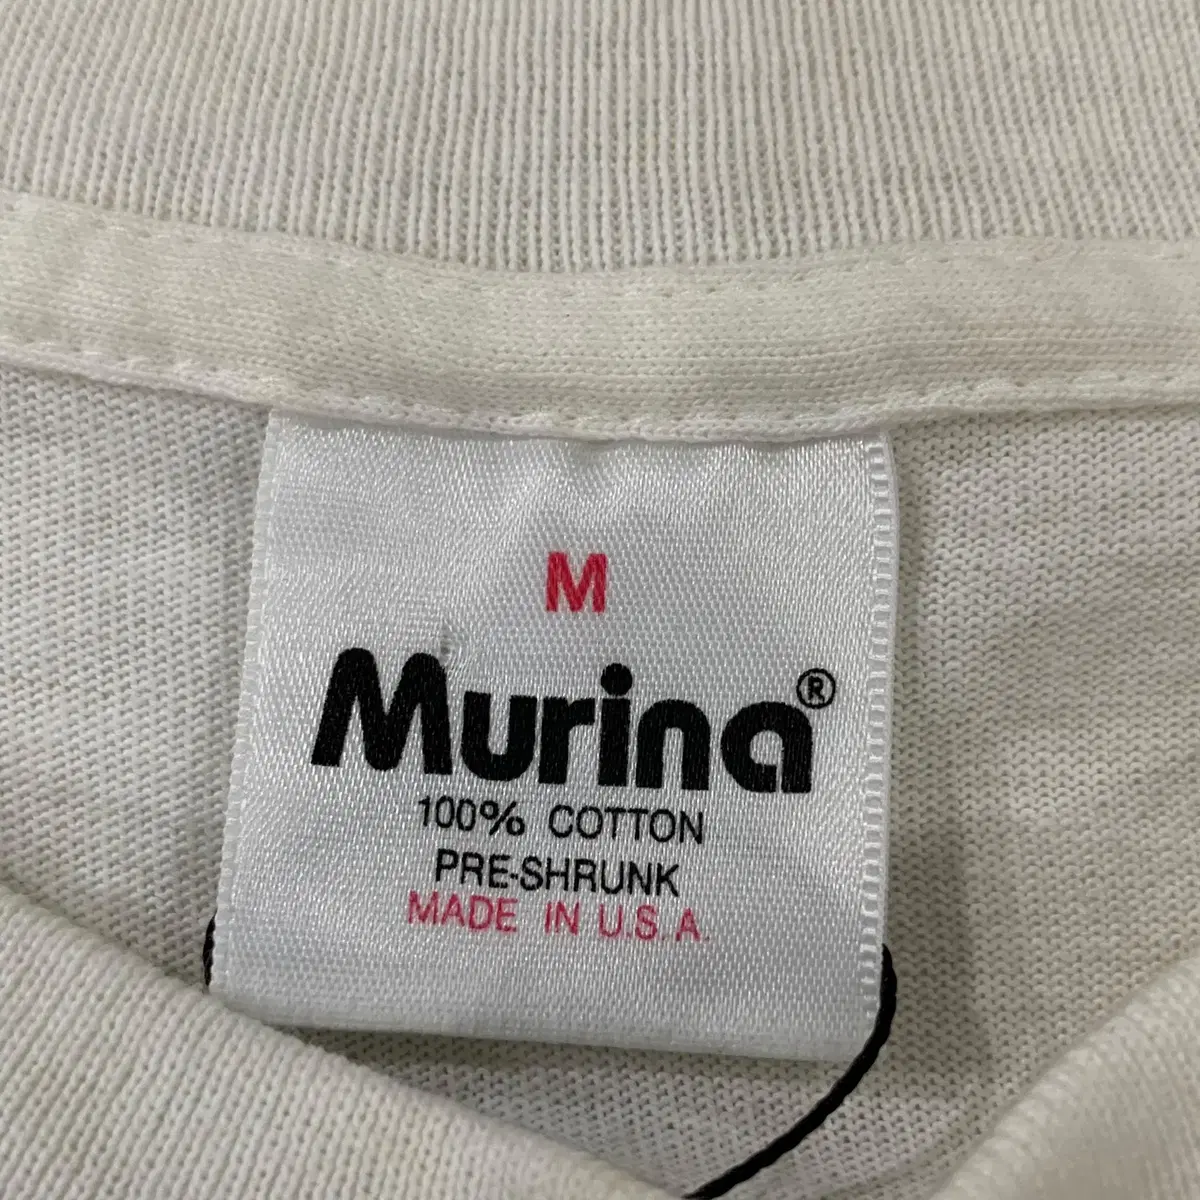 M
Murina®
100% COTTON
PRE-SHRUNK
MADE IN U.S.A.